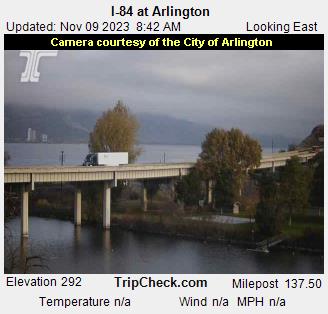 I-84 at Arlington
Updated: Nov 09 2023 8:42 AM Looking East
Camera courtesy of the City of Arlington
Elevation 292 TripCheck.com Milepost 137.50
Temperature n/a Wind n/a MPH n/a